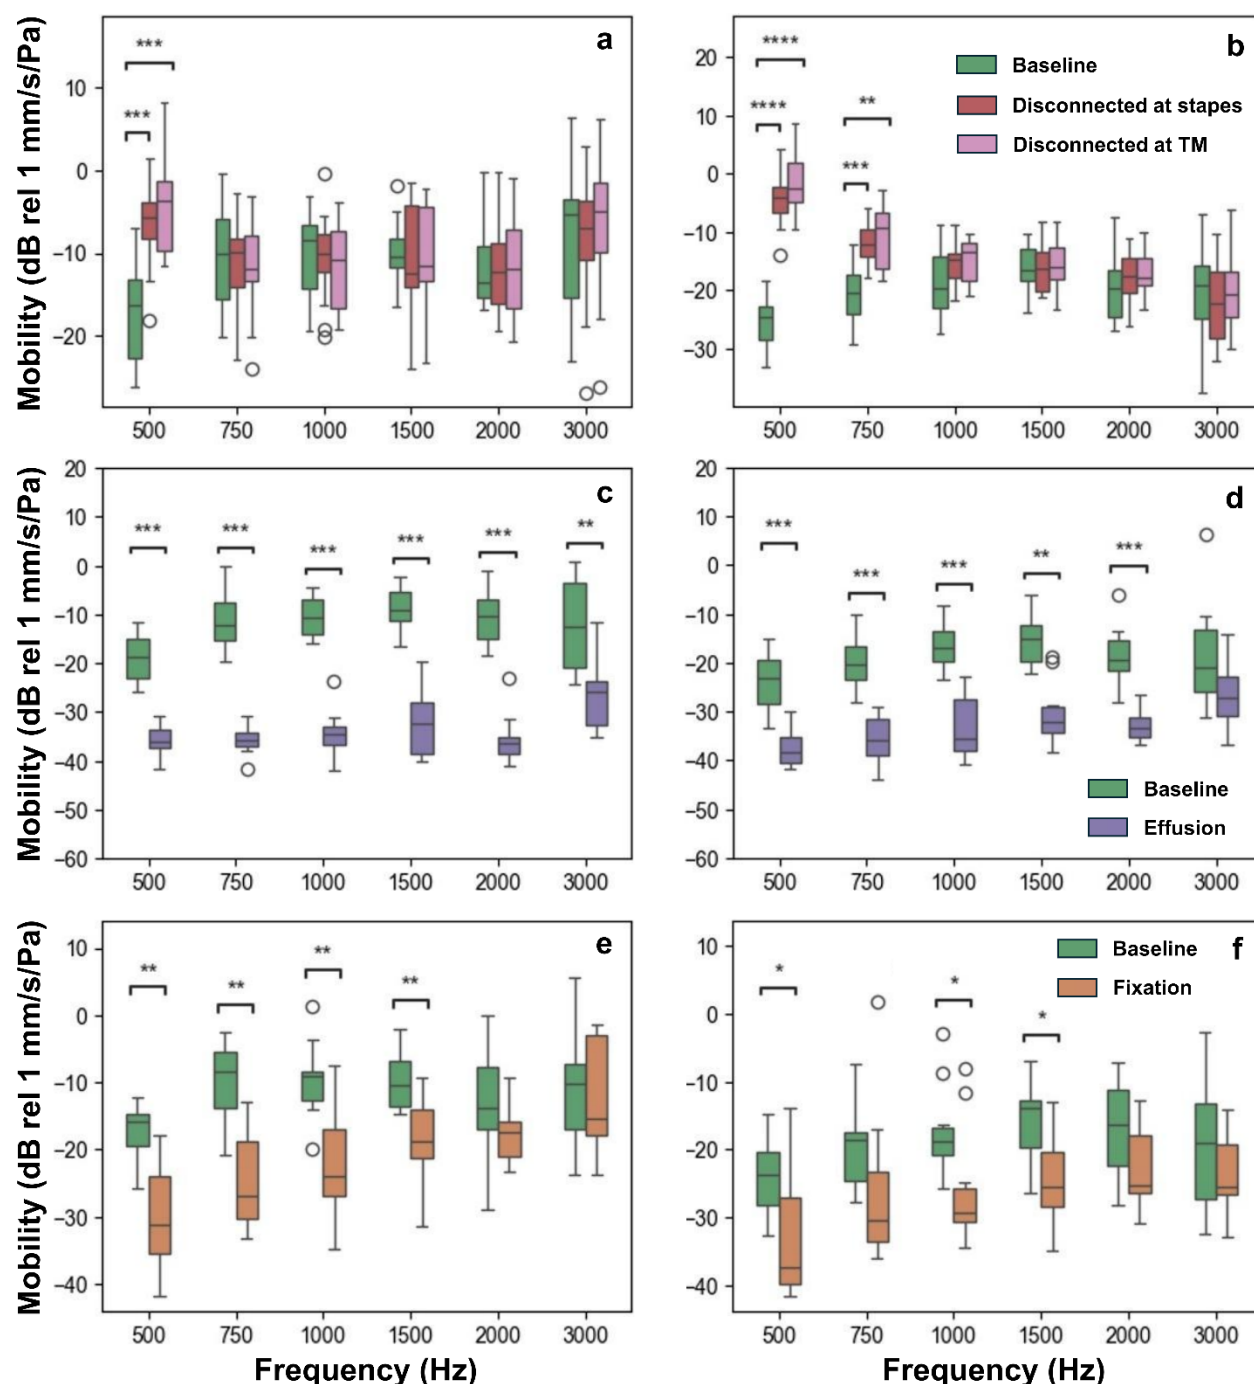 Mobility (dB rel 1 mm/s/Pa)
a
10
0
−10
−20
***
***
500 750 1000 1500 2000 3000
b
Baseline
Disconnected at stapes
Disconnected at TM
20
10
0
−10
−20
−30
****
****
**
***
500 750 1000 1500 2000 3000
Mobility (dB rel 1 mm/s/Pa)
c
20
10
0
−10
−20
−30
−40
−50
−60
*** *** *** *** *** **
500 750 1000 1500 2000 3000
d
20
10
0
−10
−20
−30
−40
−50
−60
*** *** *** ** ***
Baseline
Effusion
500 750 1000 1500 2000 3000
Mobility (dB rel 1 mm/s/Pa)
e
10
0
−10
−20
−30
−40
** ** ** **
500 750 1000 1500 2000 3000
Frequency (Hz)
f
Baseline
Fixation
10
0
−10
−20
−30
−40
* * *
500 750 1000 1500 2000 3000
Frequency (Hz)